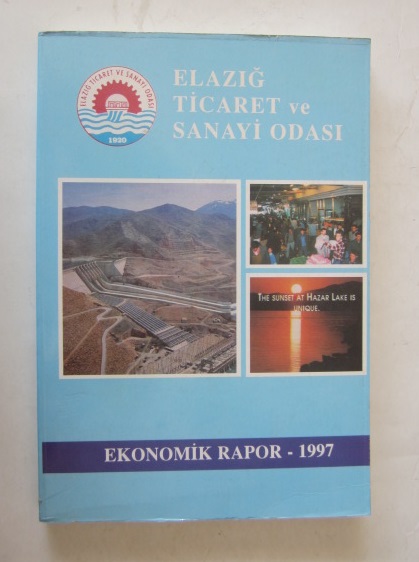 ELAZIĞ TİCARET VE SANAYİ ODASI
1920
ELAZIĞ
TİCARET ve
SANAYİ ODASI
THE SUNSET AT HAZAR LAKE IS
UNIQUE.
EKONOMİK RAPOR - 1997